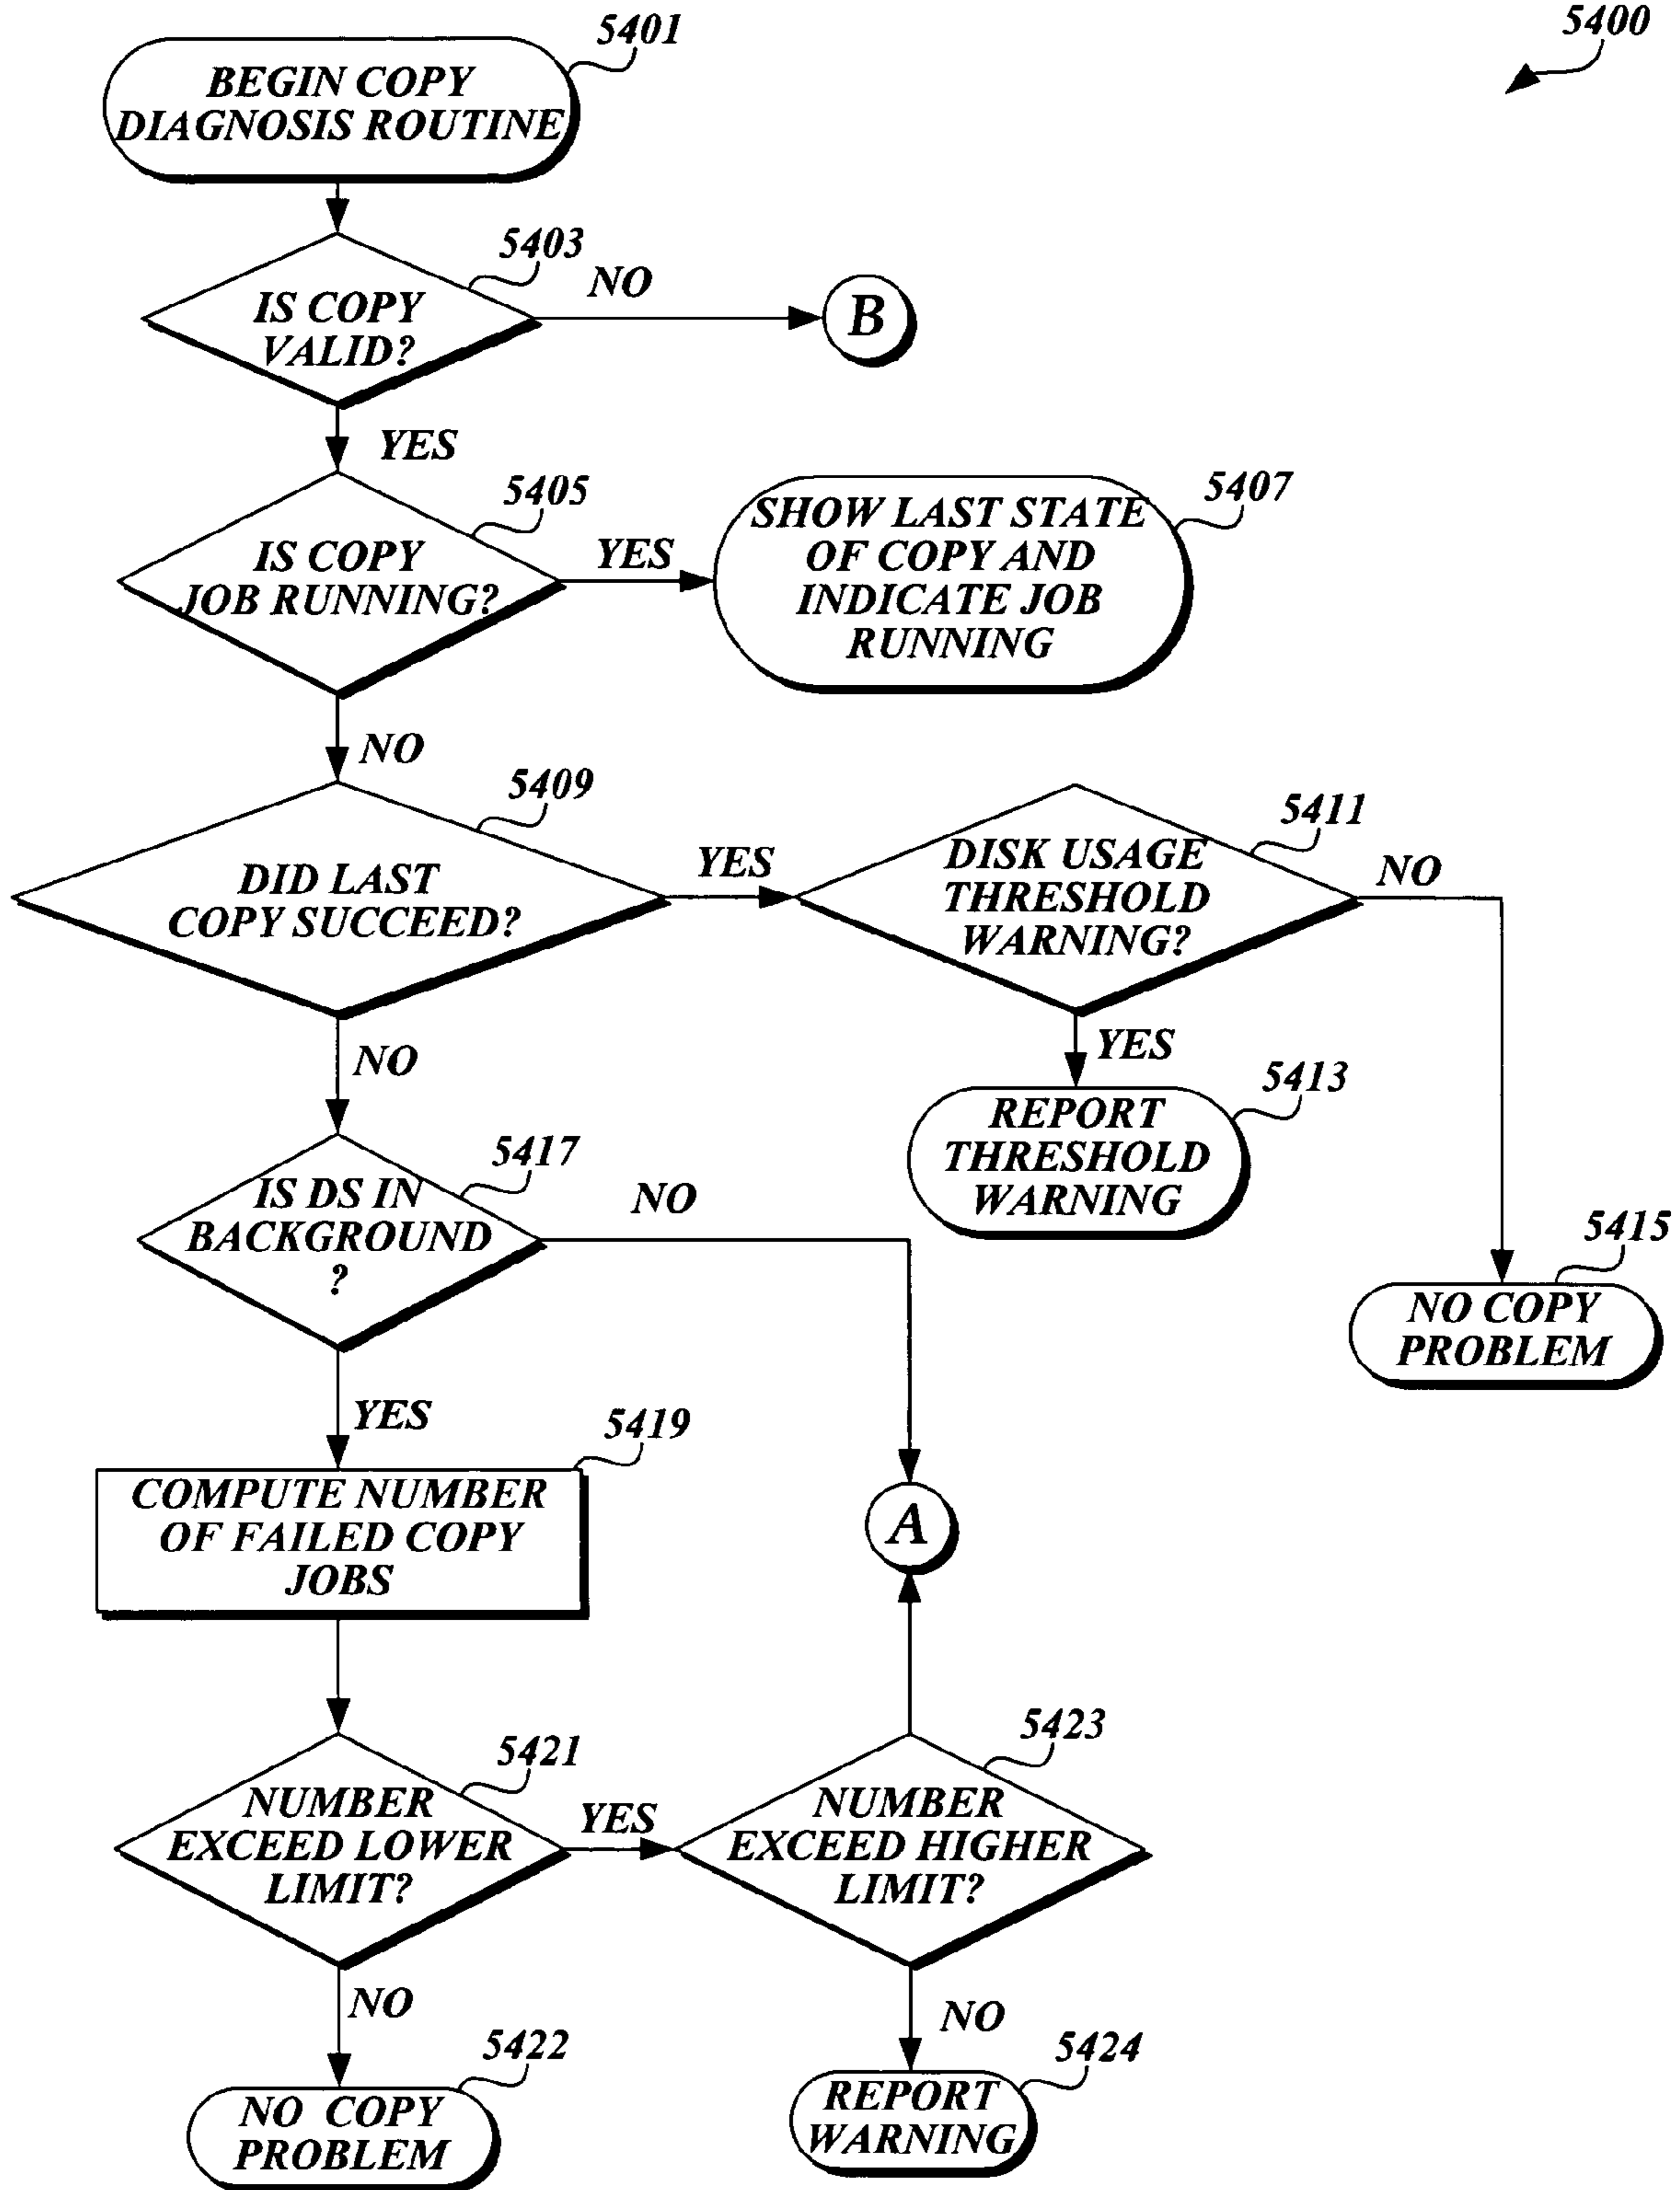 5400
5401
BEGIN COPY
DIAGNOSIS ROUTINE
5403
IS COPY
VALID?
NO
B
YES
5405
IS COPY
JOB RUNNING?
YES
5407
SHOW LAST STATE
OF COPY AND
INDICATE JOB
RUNNING
NO
5409
DID LAST
COPY SUCCEED?
YES
5411
DISK USAGE
THRESHOLD
WARNING?
NO
YES
5413
REPORT
THRESHOLD
WARNING
5415
NO COPY
PROBLEM
NO
5417
IS DS IN
BACKGROUND
?
NO
A
YES
5419
COMPUTE NUMBER
OF FAILED COPY
JOBS
5421
NUMBER
EXCEED LOWER
LIMIT?
YES
5423
NUMBER
EXCEED HIGHER
LIMIT?
NO
5422
NO COPY
PROBLEM
NO
5424
REPORT
WARNING